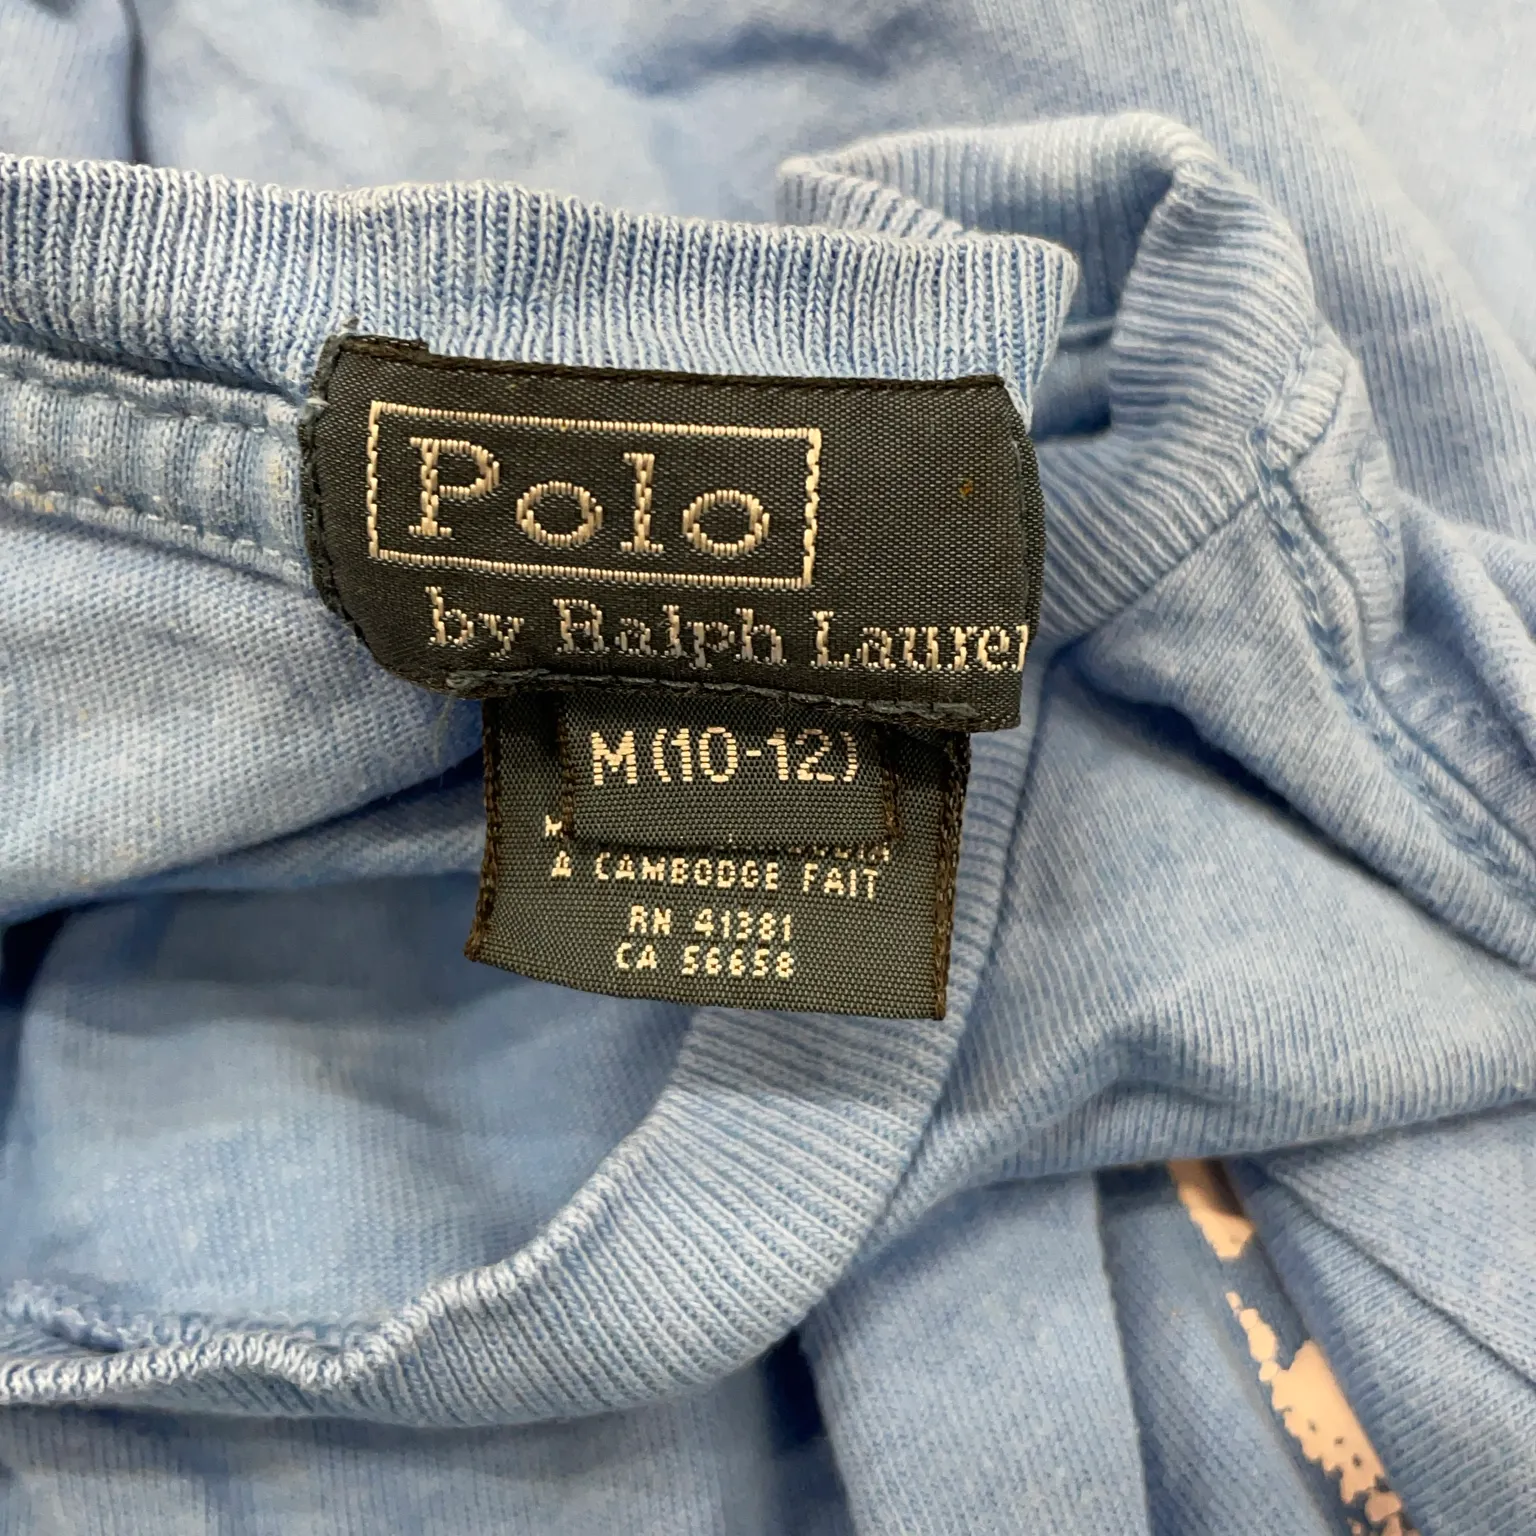 Polo
by Ralph Lauren
M(10-12)
A CAMBODGE FAIT
RN 41381
CA 56658